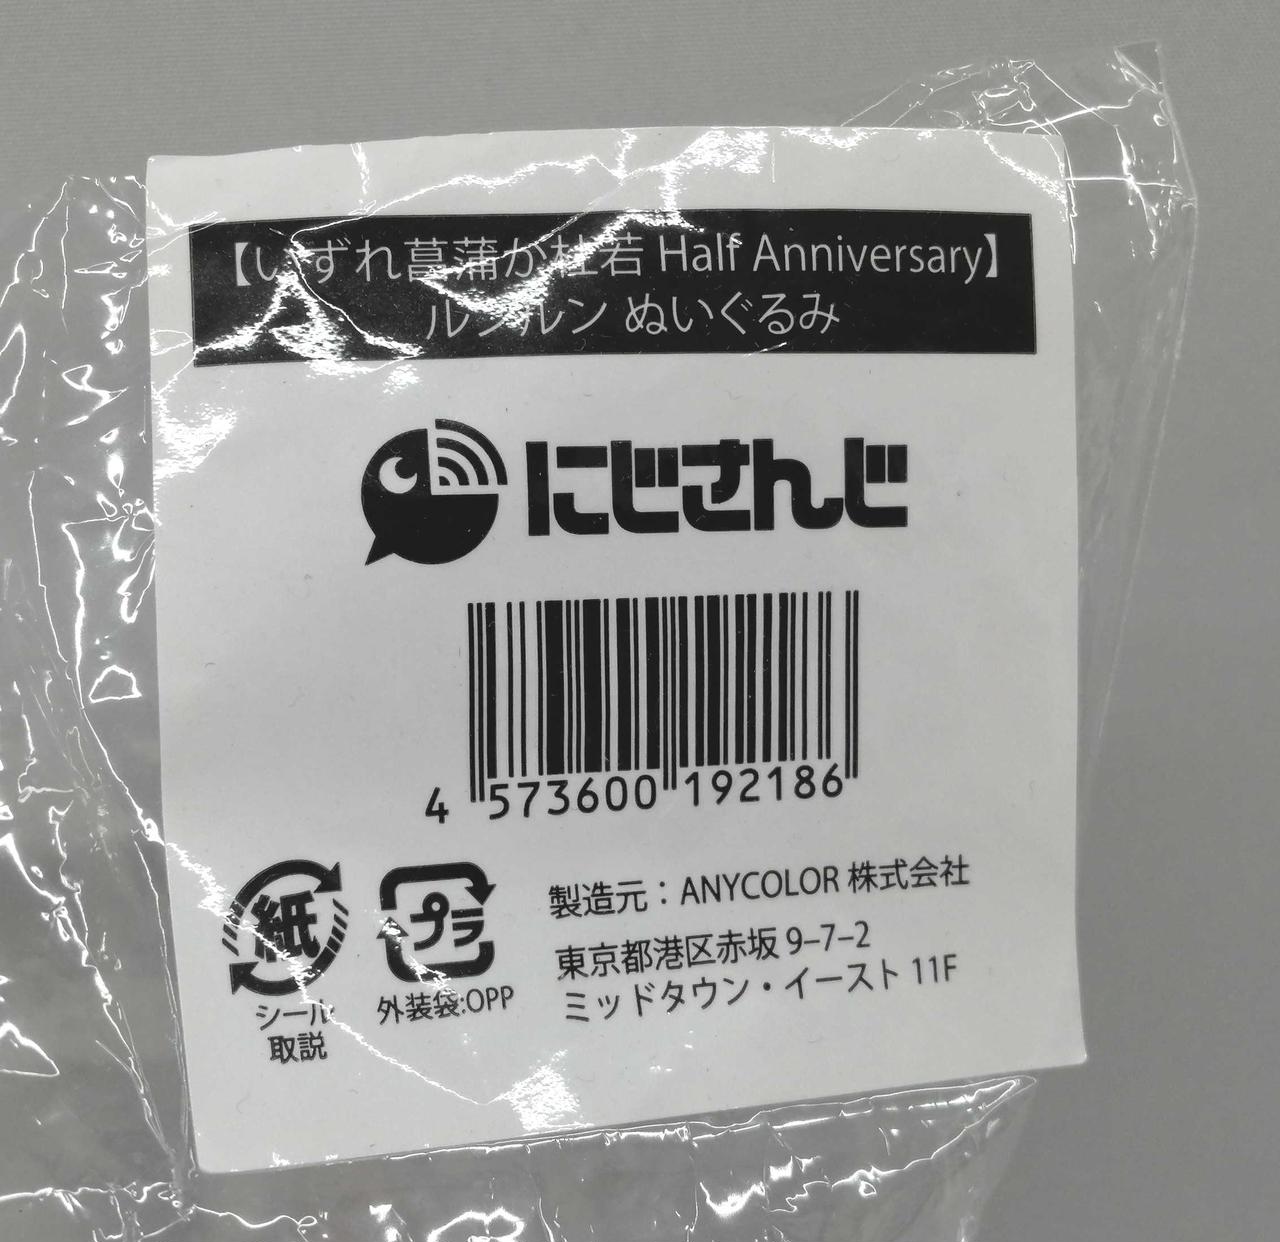 【いずれ菖蒲か杜若 Half Anniversary】
ルンルン ぬいぐるみ
にじさんじ
4 573600 192186
紙
シール
取説
プラ
外装袋:OPP
製造元：ANYCOLOR 株式会社
東京都港区赤坂 9-7-2
ミッドタウン・イースト 11F